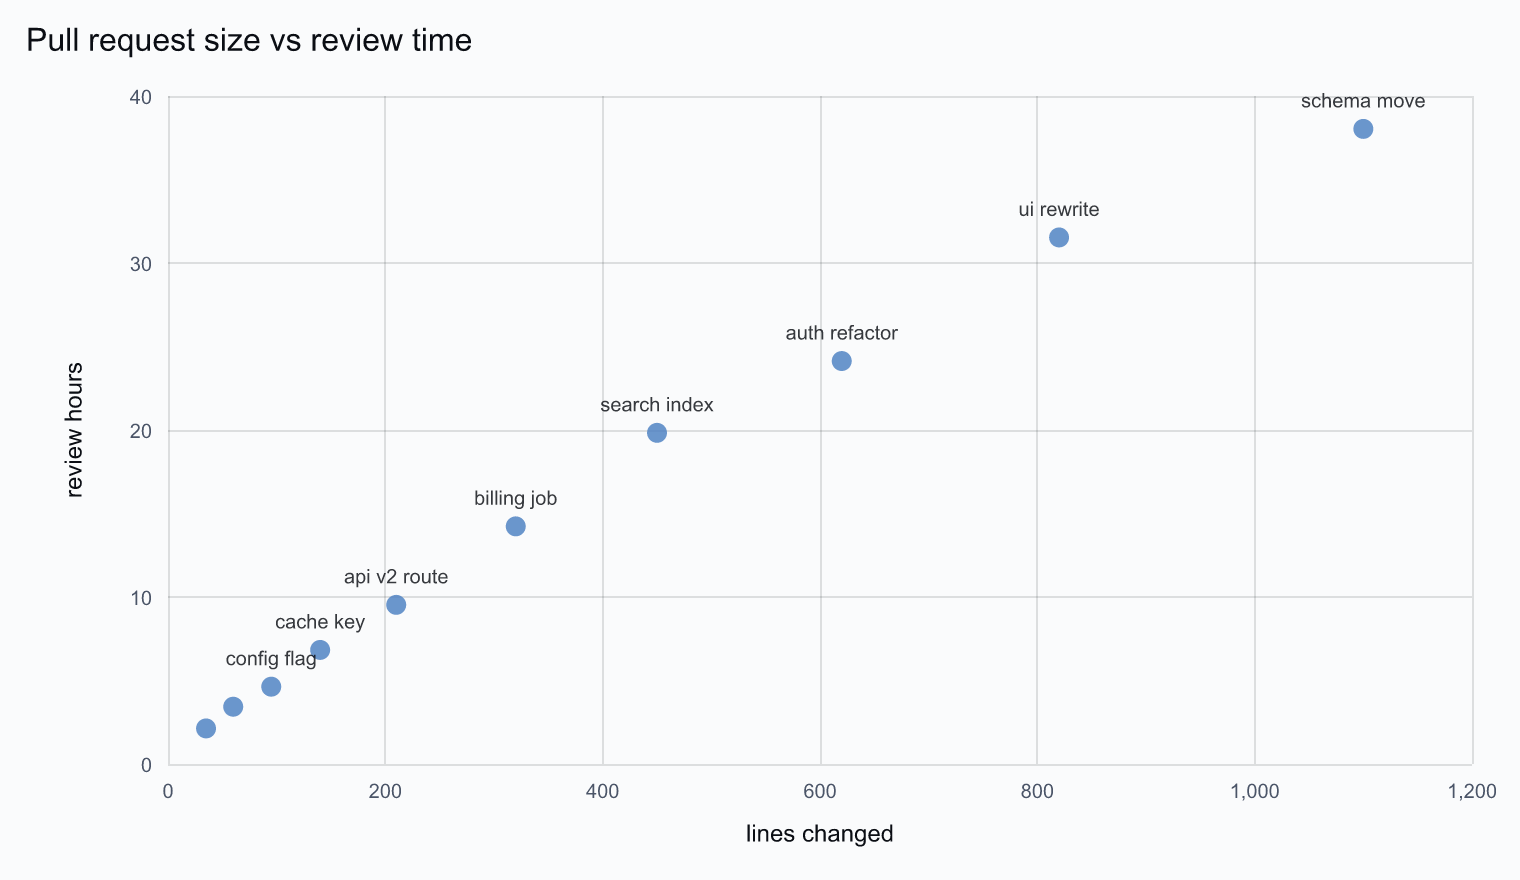 Pull request size vs review time
40
schema move
ui rewrite
30
auth refactor
review hours
search index
20
billing job
api v2 route
10
cache key
config flag
0
0 200 400 600 800 1,000 1,200
lines changed